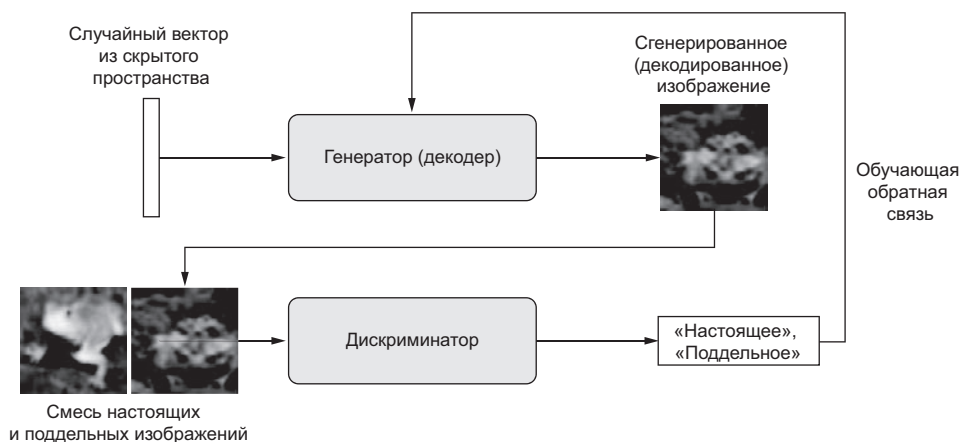 Случайный вектор
из скрытого
пространства
Генератор (декодер)
Сгенерированное
(декодированное)
изображение
Обучающая
обратная
связь
Дискриминатор
«Настоящее»,
«Поддельное»
Смесь настоящих
и поддельных изображений